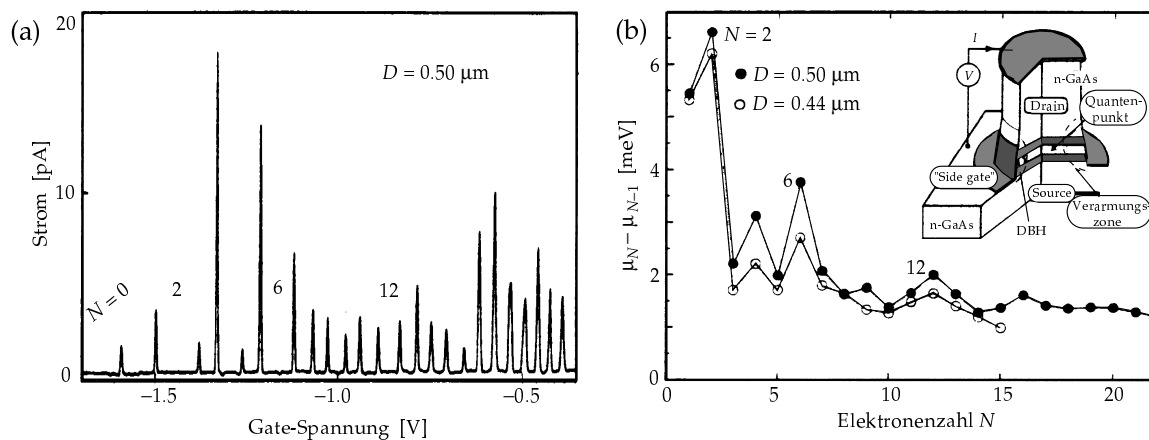 (a)
20
10
0
Strom [pA]
D = 0.50 µm
N = 0
2
6
12
–1.5
–1.0
–0.5
Gate-Spannung [V]
(b)
6
4
2
0
μN – μN–1 [meV]
N = 2
D = 0.50 µm
D = 0.44 µm
6
12
0
5
10
15
20
Elektronenzahl N
I
V
n-GaAs
Drain
Quanten-
punkt
"Side gate"
Source
Verarmungs-
zone
n-GaAs
DBH